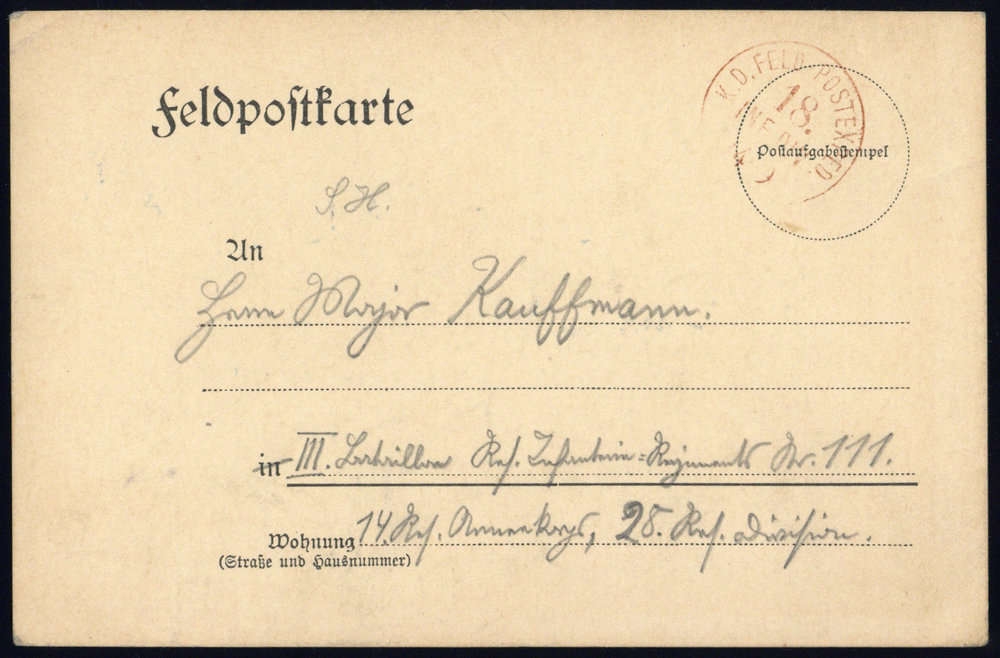 Feldpostkarte
K.D. FELD-POSTEXPED.
18.
Postaufgabestempel
S.H.
An
Herrn Major Kauffmann.
in III. Bataillon Res. Infanterie=Regiments Nr. 111.
Wohnung 14. Res. Armeekorps, 28. Res. Division.
(Straße und Hausnummer)